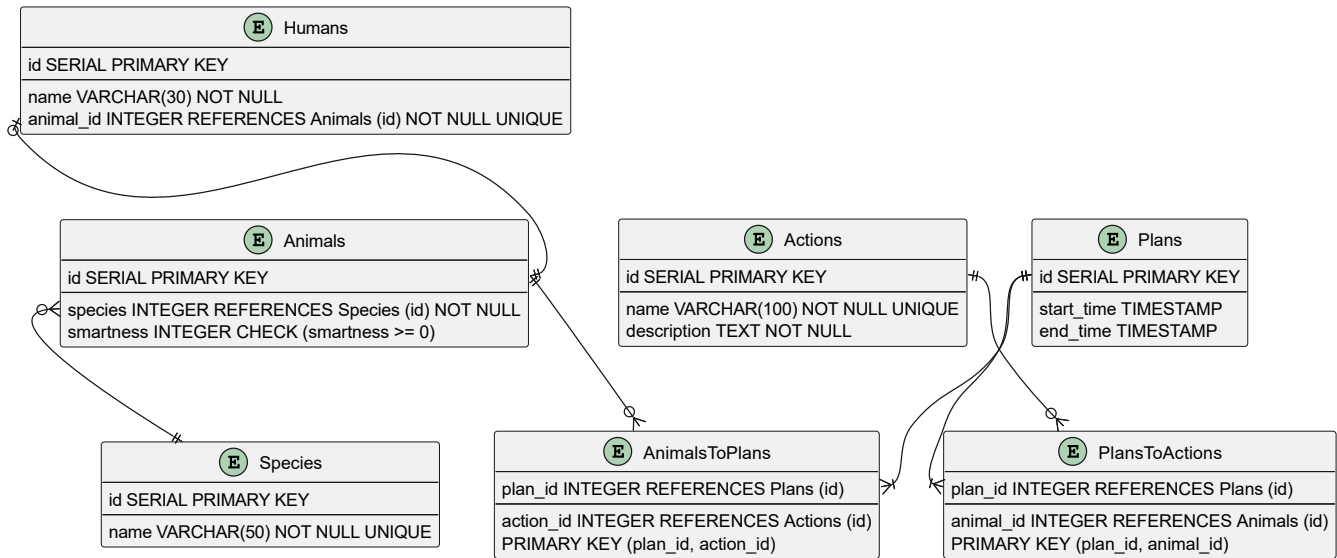 E Humans
id SERIAL PRIMARY KEY
name VARCHAR(30) NOT NULL
animal_id INTEGER REFERENCES Animals (id) NOT NULL UNIQUE
E Animals
id SERIAL PRIMARY KEY
species INTEGER REFERENCES Species (id) NOT NULL
smartness INTEGER CHECK (smartness >= 0)
E Actions
id SERIAL PRIMARY KEY
name VARCHAR(100) NOT NULL UNIQUE
description TEXT NOT NULL
E Plans
id SERIAL PRIMARY KEY
start_time TIMESTAMP
end_time TIMESTAMP
E Species
id SERIAL PRIMARY KEY
name VARCHAR(50) NOT NULL UNIQUE
E AnimalsToPlans
plan_id INTEGER REFERENCES Plans (id)
action_id INTEGER REFERENCES Actions (id)
PRIMARY KEY (plan_id, action_id)
E PlansToActions
plan_id INTEGER REFERENCES Plans (id)
animal_id INTEGER REFERENCES Animals (id)
PRIMARY KEY (plan_id, animal_id)